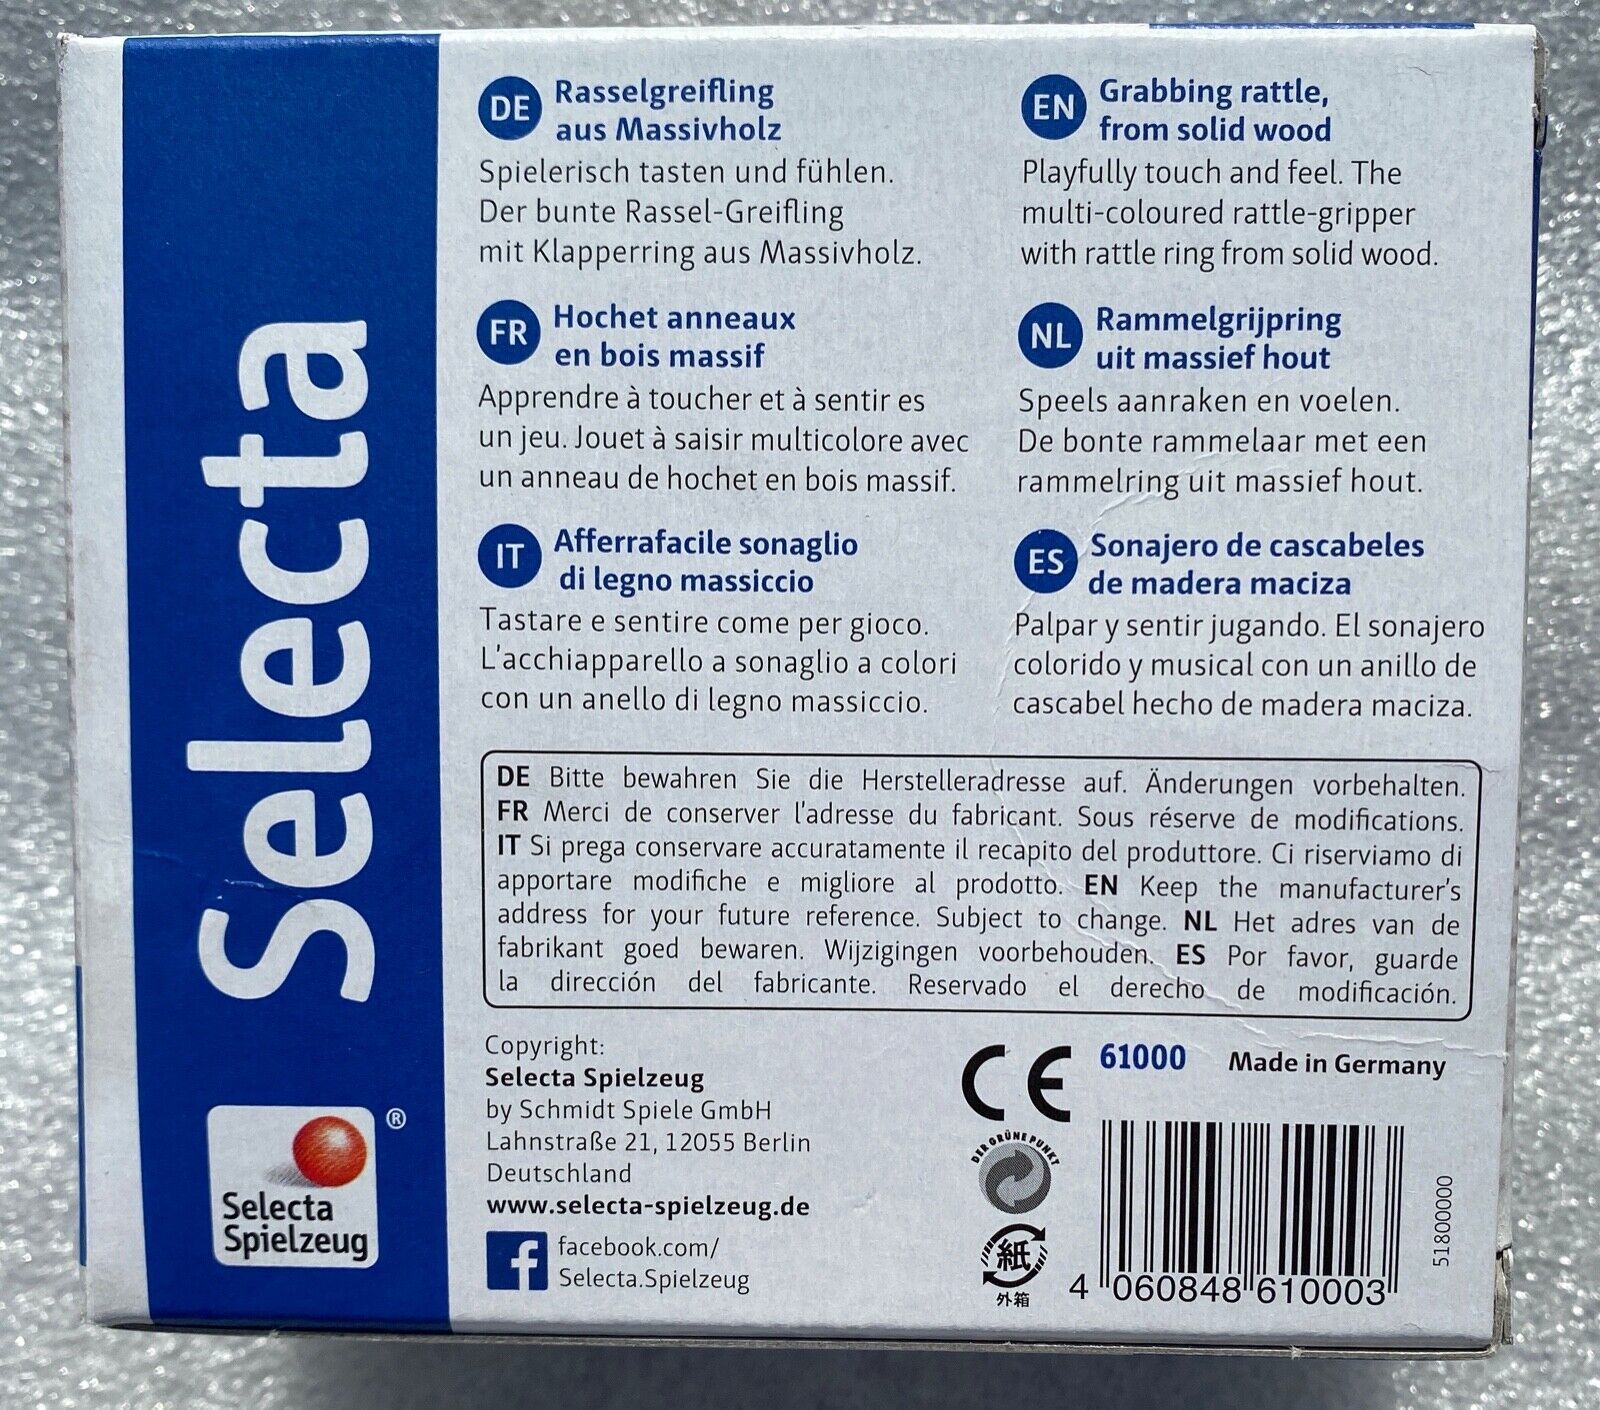 Selecta
Selecta
Spielzeug
®
DE
Rasselgreifling
aus Massivholz
Spielerisch tasten und fühlen.
Der bunte Rassel-Greifling
mit Klapperring aus Massivholz.
EN
Grabbing rattle,
from solid wood
Playfully touch and feel. The
multi-coloured rattle-gripper
with rattle ring from solid wood.
FR
Hochet anneaux
en bois massif
Apprendre à toucher et à sentir es
un jeu. Jouet à saisir multicolore avec
un anneau de hochet en bois massif.
NL
Rammelgrijpring
uit massief hout
Speels aanraken en voelen.
De bonte rammelaar met een
rammelring uit massief hout.
IT
Afferrafacile sonaglio
di legno massiccio
Tastare e sentire come per gioco.
L'acchiapparello a sonaglio a colori
con un anello di legno massiccio.
ES
Sonajero de cascabeles
de madera maciza
Palpar y sentir jugando. El sonajero
colorido y musical con un anillo de
cascabel hecho de madera maciza.
DE Bitte bewahren Sie die Herstelleradresse auf. Änderungen vorbehalten.
FR Merci de conserver l'adresse du fabricant. Sous réserve de modifications.
IT Si prega conservare accuratamente il recapito del produttore. Ci riserviamo di
apportare modifiche e migliore al prodotto. EN Keep the manufacturer's
address for your future reference. Subject to change. NL Het adres van de
fabrikant goed bewaren. Wijzigingen voorbehouden. ES Por favor, guarde
la dirección del fabricante. Reservado el derecho de modificación.
Copyright:
Selecta Spielzeug
by Schmidt Spiele GmbH
Lahnstraße 21, 12055 Berlin
Deutschland
www.selecta-spielzeug.de
f
facebook.com/
Selecta.Spielzeug
CE
61000
Made in Germany
DER GRÜNE PUNKT
紙
外箱
4 060848 610003
51800000